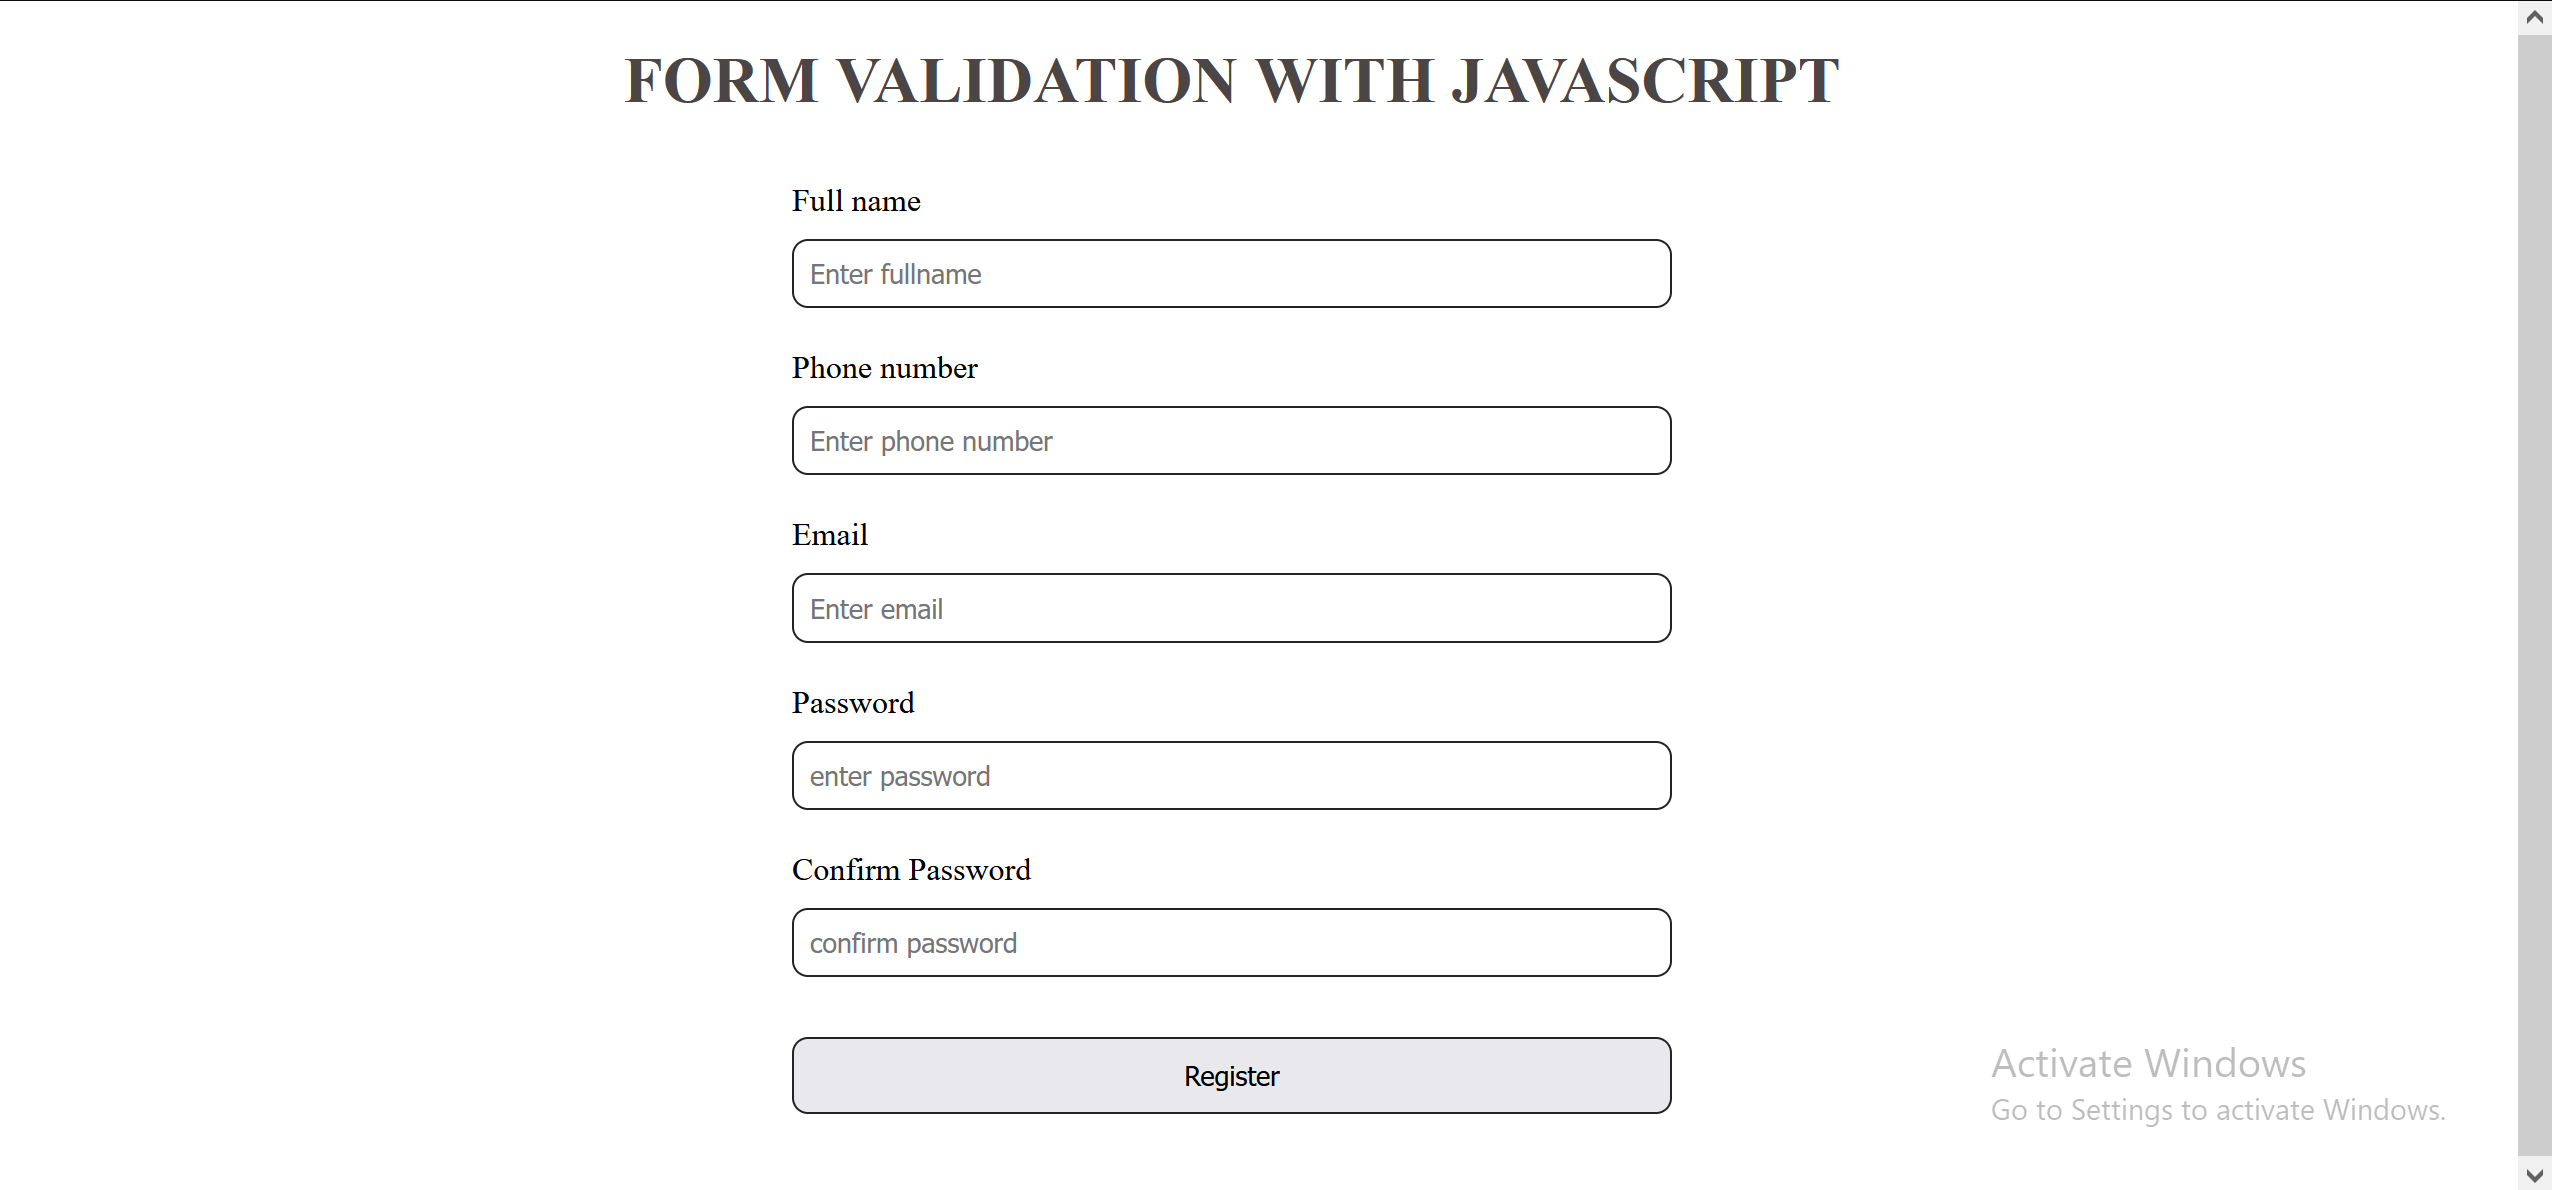 FORM VALIDATION WITH JAVASCRIPT
Full name
Enter fullname
Phone number
Enter phone number
Email
Enter email
Password
enter password
Confirm Password
confirm password
Register
Activate Windows
Go to Settings to activate Windows.